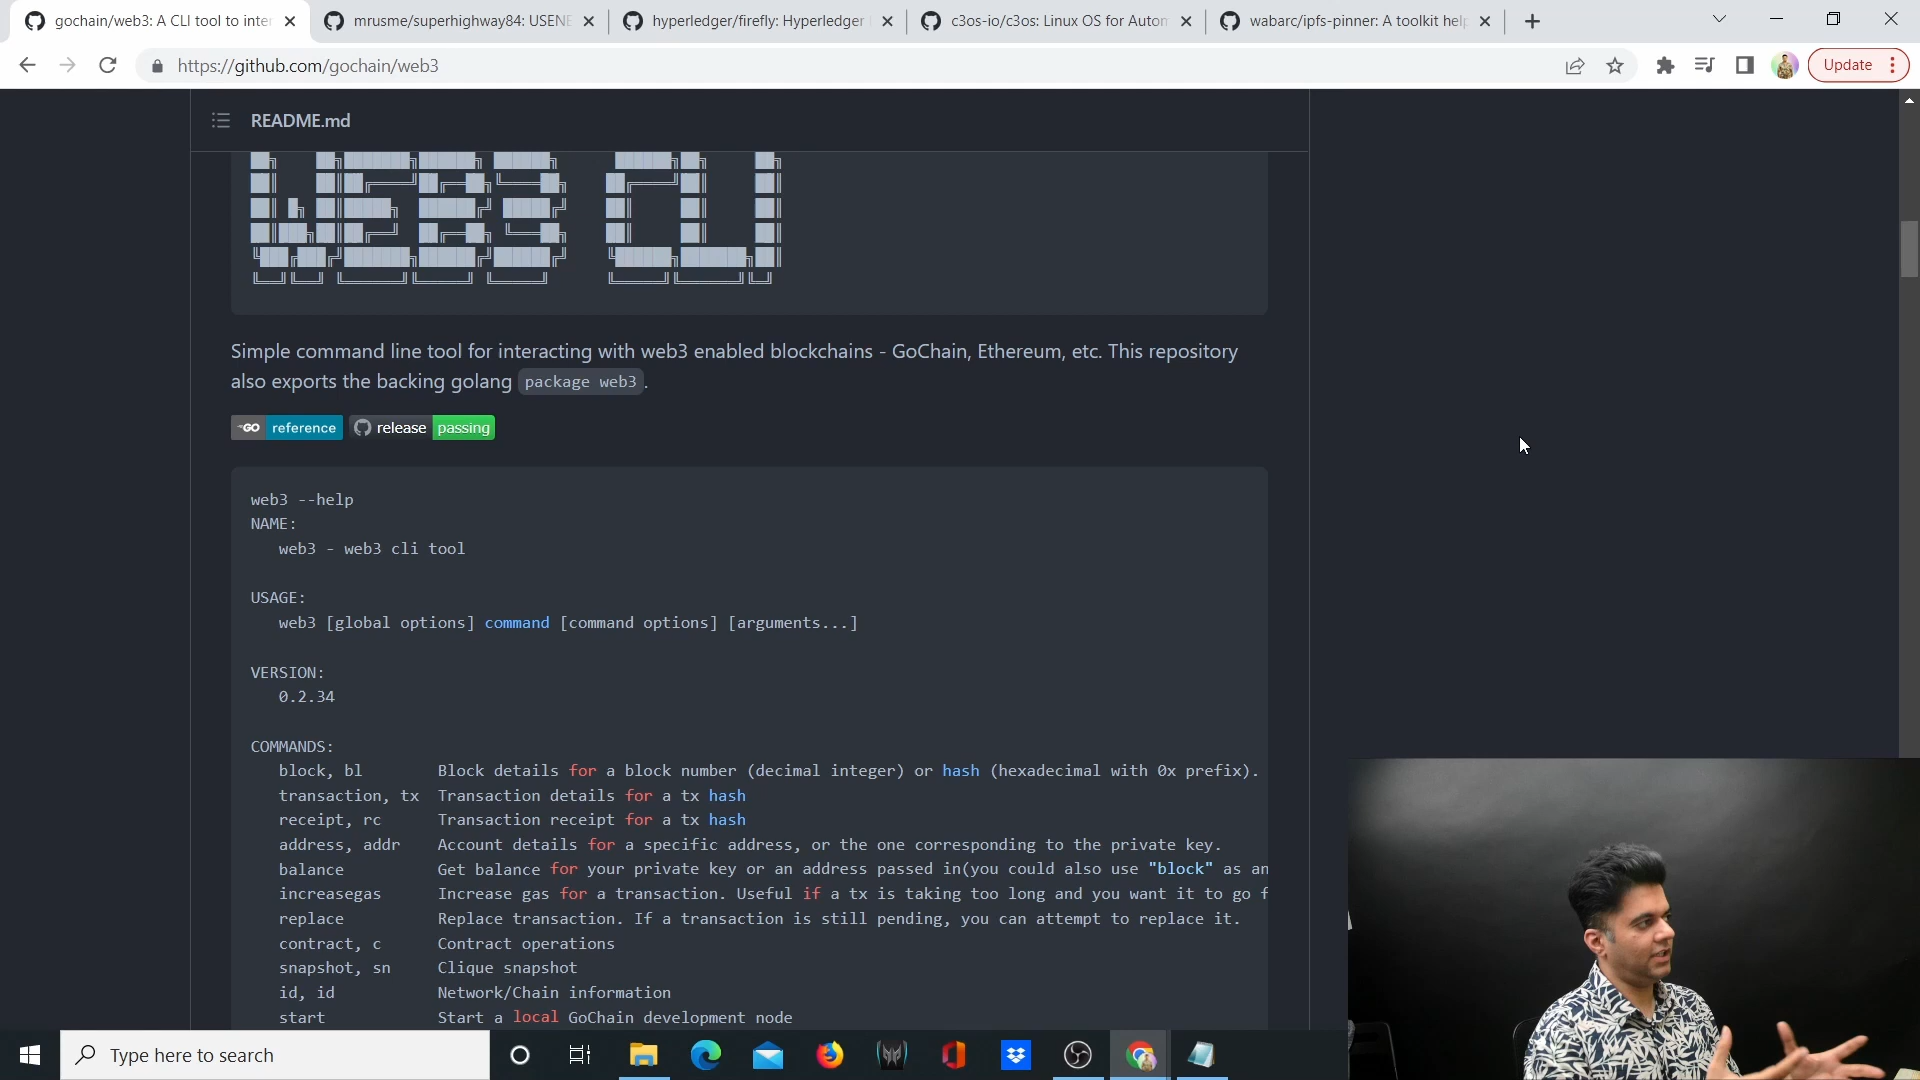 gochain/web3: A CLI tool to inter
mrusme/superhighway84: USENE
hyperledger/firefly: Hyperledger
c3os-io/c3os: Linux OS for Autom
wabarc/ipfs-pinner: A toolkit help
https://github.com/gochain/web3
Update
README.md
WEB3 CLI
Simple command line tool for interacting with web3 enabled blockchains - GoChain, Ethereum, etc. This repository
also exports the backing golang package web3.
GO reference release passing
web3 --help
NAME:
web3 - web3 cli tool
USAGE:
web3 [global options] command [command options] [arguments...]
VERSION:
0.2.34
COMMANDS:
block, bl Block details for a block number (decimal integer) or hash (hexadecimal with 0x prefix).
transaction, tx Transaction details for a tx hash
receipt, rc Transaction receipt for a tx hash
address, addr Account details for a specific address, or the one corresponding to the private key.
balance Get balance for your private key or an address passed in(you could also use "block" as an
increasegas Increase gas for a transaction. Useful if a tx is taking too long and you want it to go f
replace Replace transaction. If a transaction is still pending, you can attempt to replace it.
contract, c Contract operations
snapshot, sn Clique snapshot
id, id Network/Chain information
start Start a local GoChain development node
Type here to search